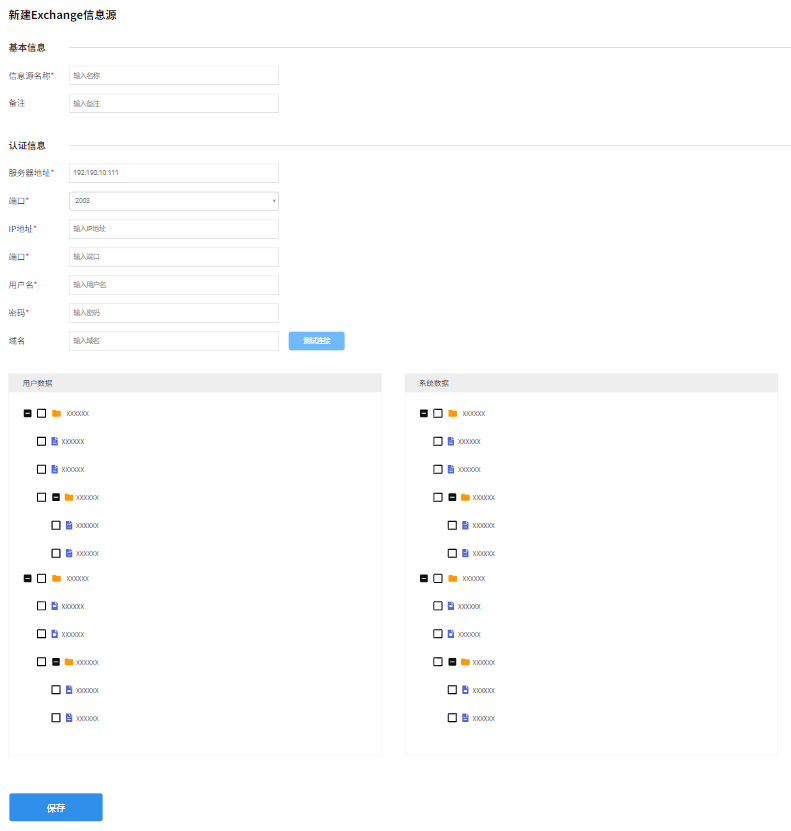 新建Exchange信息源
基本信息
信息源名称* 输入名称
备注 输入备注
认证信息
服务器地址* 192.190.10.111
端口* 2003
IP地址* 输入IP地址
端口* 输入端口
用户名* 输入用户名
密码* 输入密码
域名 输入域名 测试连接
用户数据
xxxxxx
xxxxxx
xxxxxx
xxxxxx
xxxxxx
xxxxxx
xxxxxx
xxxxxx
xxxxxx
xxxxxx
xxxxxx
xxxxxx
系统数据
xxxxxx
xxxxxx
xxxxxx
xxxxxx
xxxxxx
xxxxxx
xxxxxx
xxxxxx
xxxxxx
xxxxxx
xxxxxx
xxxxxx
保存